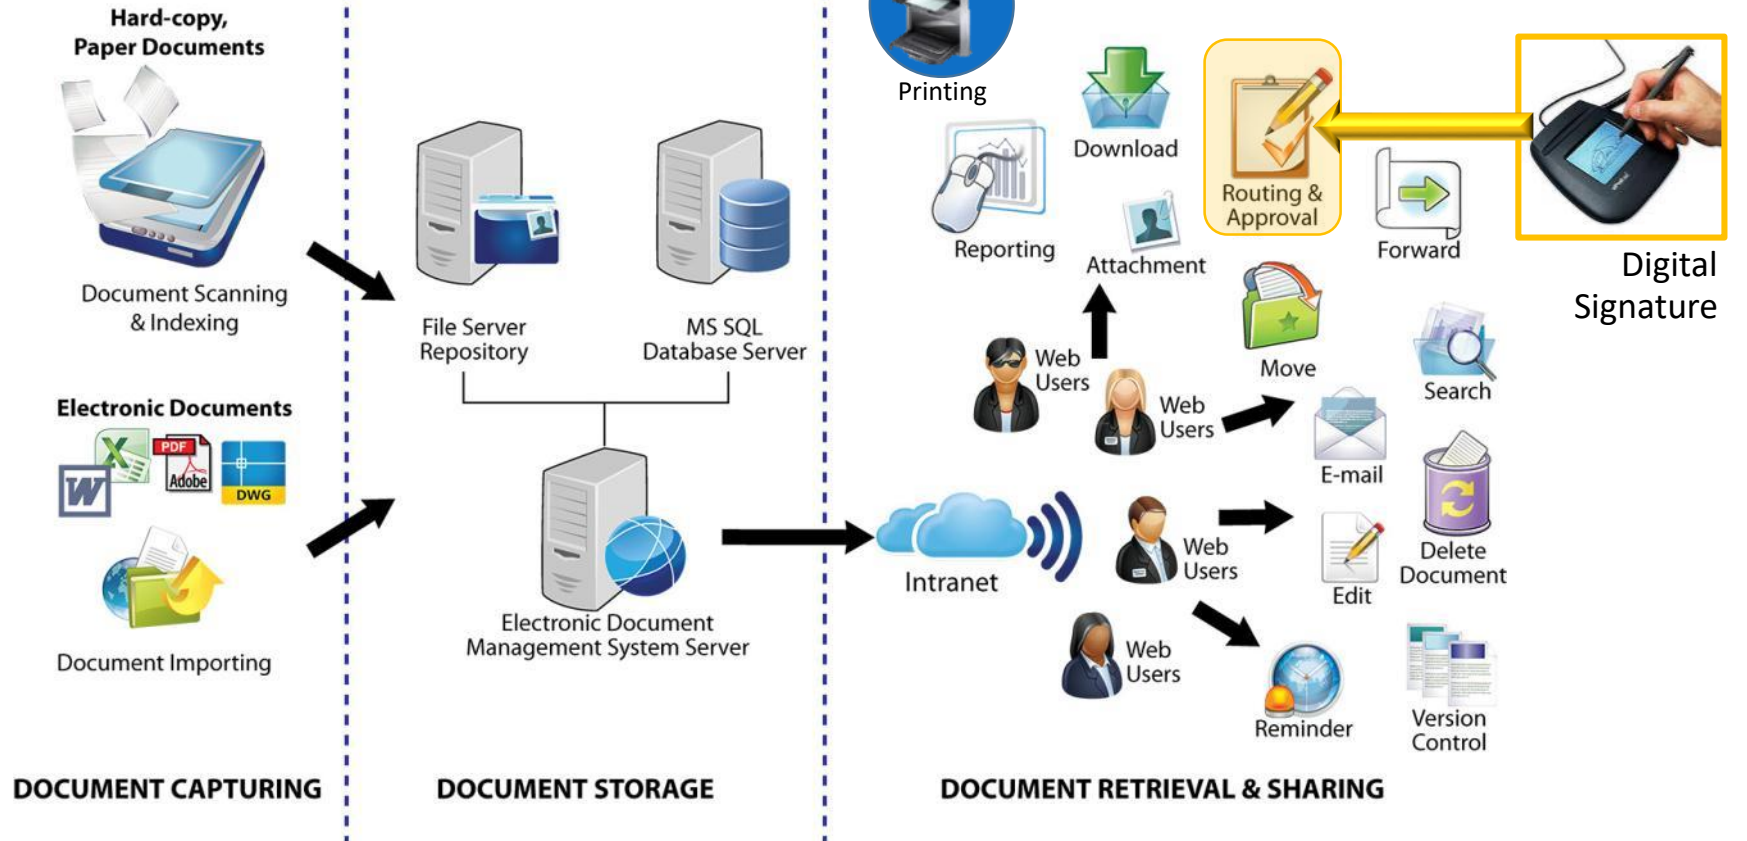 Hard-copy,
Paper Documents
Document Scanning
& Indexing
Electronic Documents
W
X
PDF
Adobe
DWG
Document Importing
DOCUMENT CAPTURING
File Server
Repository
MS SQL
Database Server
Electronic Document
Management System Server
DOCUMENT STORAGE
Printing
Download
Reporting
Attachment
Routing &
Approval
Forward
Digital
Signature
Move
Search
Web
Users
Web
Users
E-mail
Intranet
Web
Users
Edit
Delete
Document
Web
Users
Reminder
Version
Control
DOCUMENT RETRIEVAL & SHARING